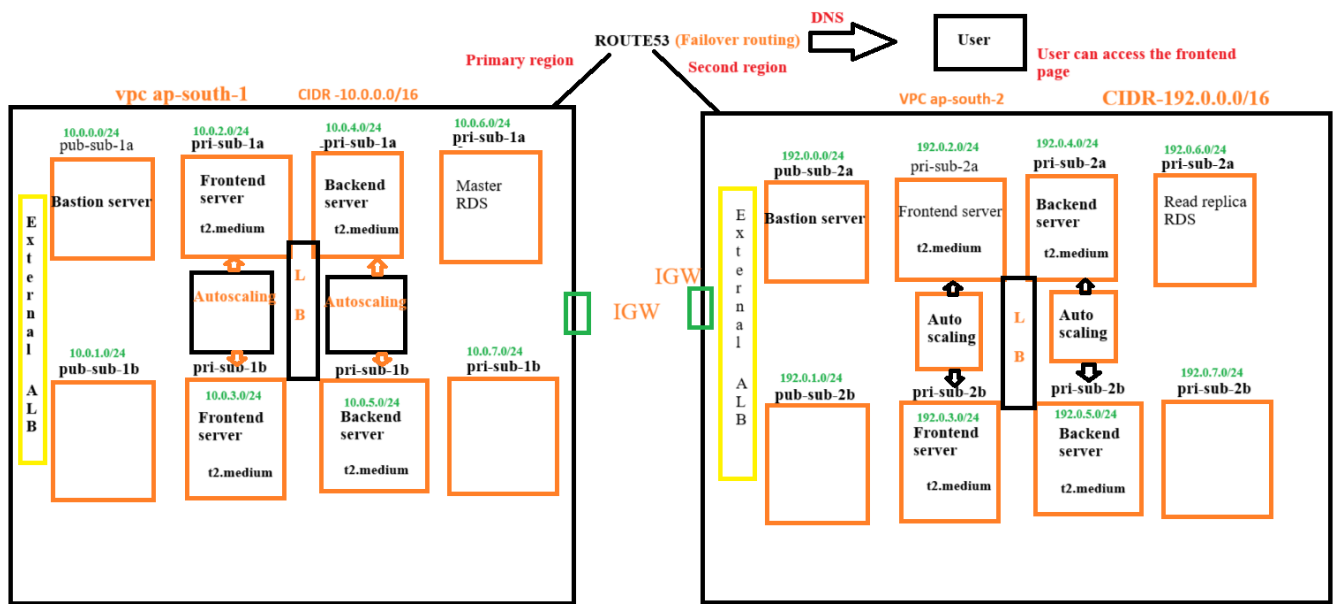 DNS
ROUTE53 (Failover routing)
User
User can access the frontend
page
Primary region
Second region
vpc ap-south-1
CIDR -10.0.0.0/16
10.0.0.0/24
pub-sub-1a
10.0.2.0/24
pri-sub-1a
10.0.4.0/24
pri-sub-1a
10.0.6.0/24
pri-sub-1a
External ALB
Bastion server
Frontend
server
t2.medium
Backend
server
t2.medium
Master
RDS
Autoscaling
L
B
Autoscaling
IGW
10.0.1.0/24
pub-sub-1b
pri-sub-1b
10.0.3.0/24
Frontend
server
t2.medium
pri-sub-1b
10.0.5.0/24
Backend
server
t2.medium
10.0.7.0/24
pri-sub-1b
VPC ap-south-2
CIDR-192.0.0.0/16
192.0.0.0/24
pub-sub-2a
192.0.2.0/24
pri-sub-2a
192.0.4.0/24
pri-sub-2a
192.0.6.0/24
pri-sub-2a
IGW
External ALB
Bastion server
Frontend server
t2.medium
Backend
server
t2.medium
Read replica
RDS
Auto
scaling
L
B
Auto
scaling
192.0.1.0/24
pub-sub-2b
pri-sub-2b
192.0.3.0/24
Frontend
server
t2.medium
pri-sub-2b
192.0.5.0/24
Backend
server
t2.medium
192.0.7.0/24
pri-sub-2b